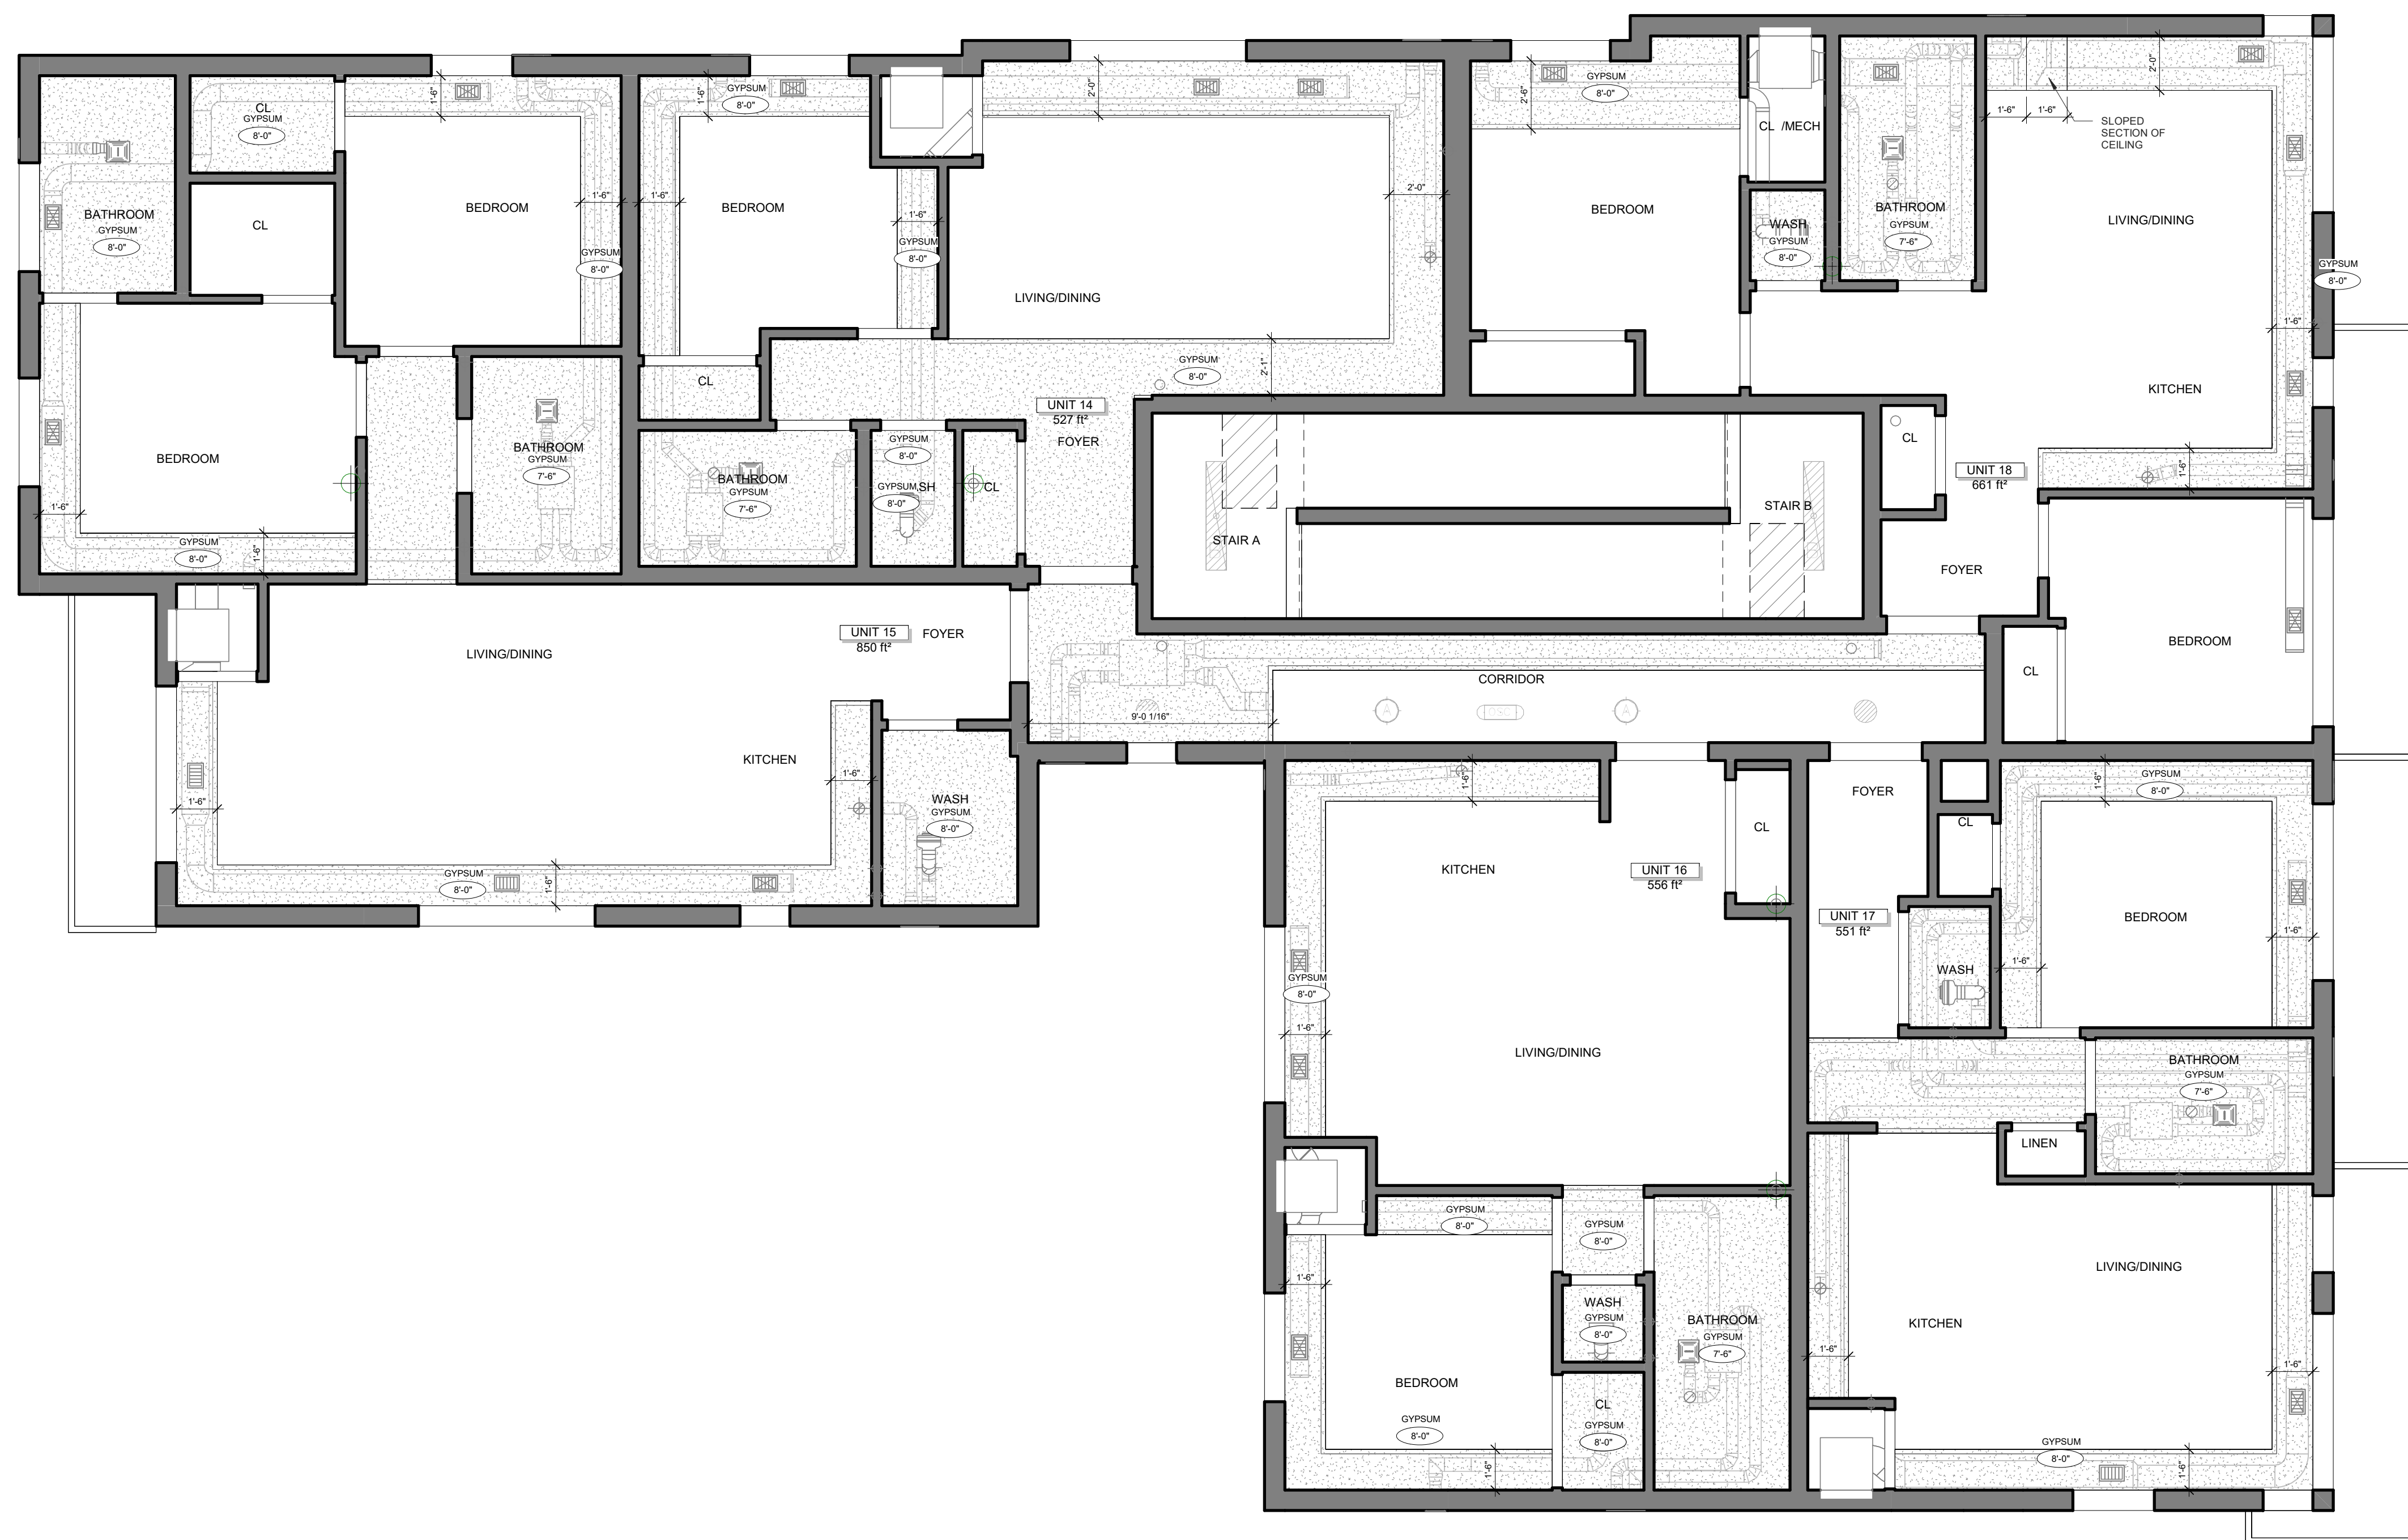 CL
GYPSUM
8'-0"
1'-6"
BATHROOM
GYPSUM
8'-0"
CL
BEDROOM
1'-6"
GYPSUM
8'-0"
BEDROOM
1'-6"
GYPSUM
8'-0"
1'-6"
BATHROOM
GYPSUM
7'-6"
1'-6"
GYPSUM
8'-0"
1'-6"
BEDROOM
1'-6"
GYPSUM
8'-0"
CL
BATHROOM
GYPSUM
7'-6"
GYPSUM
8'-0"
GYPSUM
8'-0"
SH
CL
2'-0"
2'-0"
LIVING/DINING
GYPSUM
8'-0"
2'-1"
UNIT 14
527 ft²
FOYER
STAIR A
STAIR B
2'-6"
GYPSUM
8'-0"
BEDROOM
CL /MECH
WASH
GYPSUM
8'-0"
BATHROOM
GYPSUM
7'-6"
2'-0"
1'-6"
1'-6"
SLOPED
SECTION OF
CEILING
LIVING/DINING
GYPSUM
8'-0"
1'-6"
KITCHEN
1'-6"
CL
UNIT 18
661 ft²
FOYER
BEDROOM
CL
LIVING/DINING
UNIT 15
850 ft²
FOYER
KITCHEN
1'-6"
1'-6"
WASH
GYPSUM
8'-0"
GYPSUM
8'-0"
1'-6"
CORRIDOR
9'-0 1/16"
A
A
1'-6"
KITCHEN
CL
UNIT 16
556 ft²
GYPSUM
8'-0"
1'-6"
LIVING/DINING
GYPSUM
8'-0"
GYPSUM
8'-0"
1'-6"
WASH
GYPSUM
8'-0"
BATHROOM
GYPSUM
7'-6"
BEDROOM
GYPSUM
8'-0"
CL
GYPSUM
8'-0"
1'-6"
FOYER
CL
1'-6"
GYPSUM
8'-0"
UNIT 17
551 ft²
BEDROOM
1'-6"
1'-6"
WASH
BATHROOM
GYPSUM
7'-6"
LINEN
LIVING/DINING
KITCHEN
1'-6"
1'-6"
GYPSUM
8'-0"
1'-6"